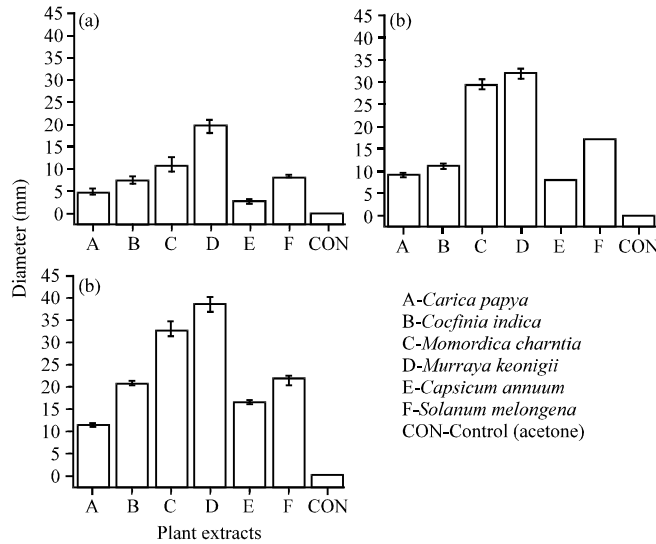 (a)
45
40
35
30
25
20
15
10
5
0
A B C D E F CON
(b)
45
40
35
30
25
20
15
10
5
0
A B C D E F CON
Diameter (mm)
(b)
45
40
35
30
25
20
15
10
5
0
A B C D E F CON
Plant extracts
A-Carica papya
B-Cocfinia indica
C-Momordica charntia
D-Murraya keonigii
E-Capsicum annuum
F-Solanum melongena
CON-Control (acetone)